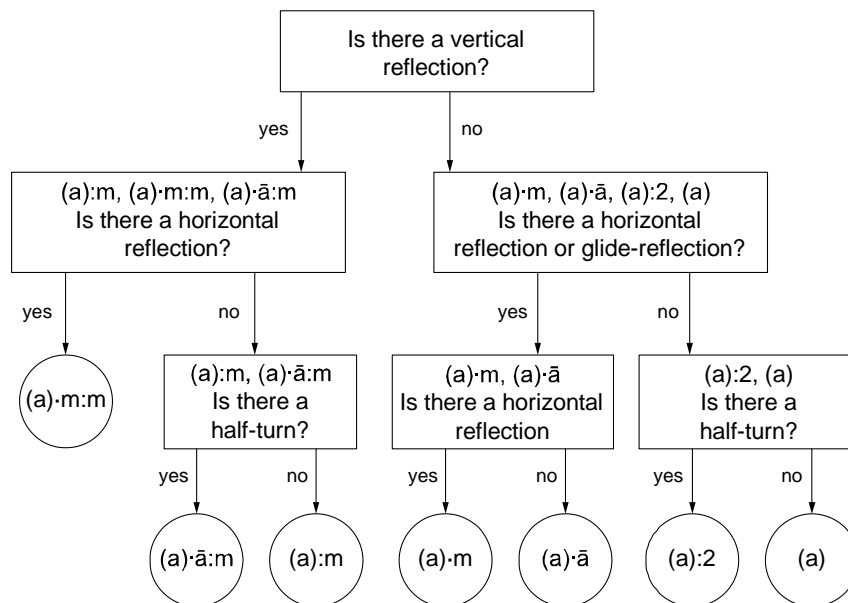 Is there a vertical
reflection?
yes
no
(a):m, (a)·m:m, (a)·ā:m
Is there a horizontal
reflection?
(a)·m, (a)·ā, (a):2, (a)
Is there a horizontal
reflection or glide-reflection?
yes
no
yes
no
(a)·m:m
(a):m, (a)·ā:m
Is there a
half-turn?
(a)·m, (a)·ā
Is there a horizontal
reflection
(a):2, (a)
Is there a
half-turn?
yes
no
yes
no
yes
no
(a)·ā:m
(a):m
(a)·m
(a)·ā
(a):2
(a)